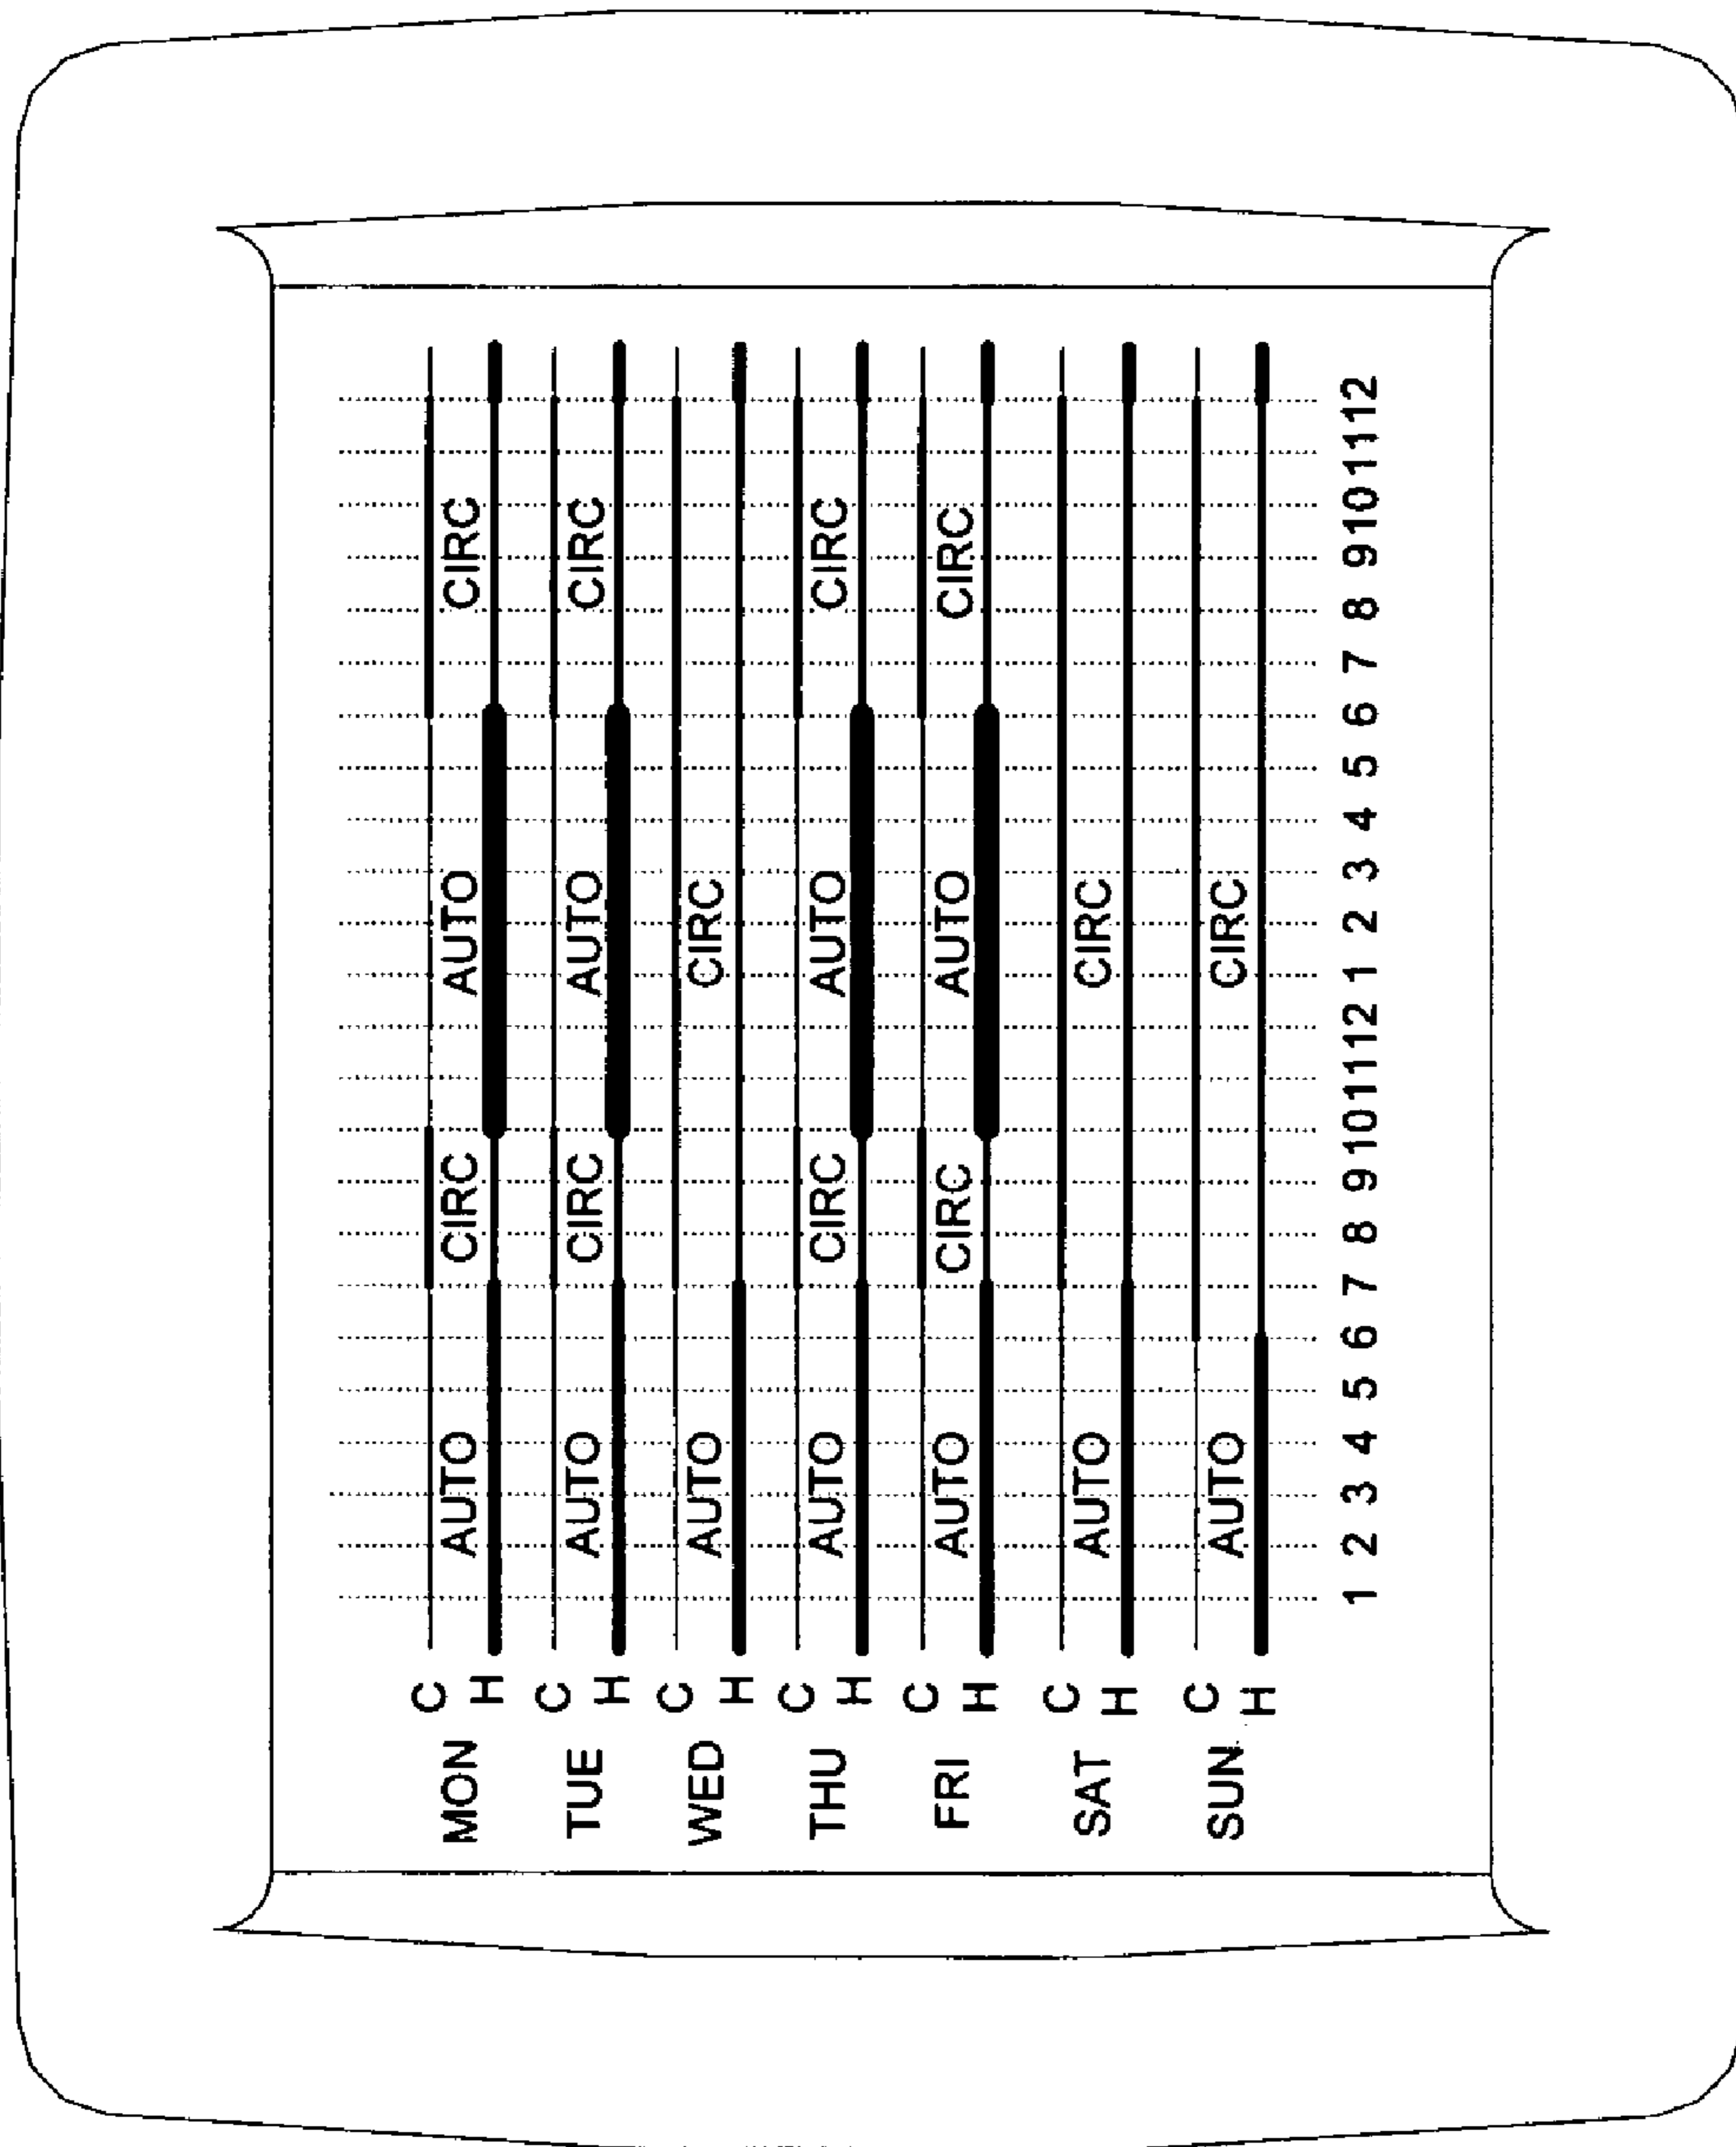 MON C AUTO CIRC AUTO CIRC
H
TUE C AUTO CIRC AUTO CIRC
H
WED C AUTO CIRC
H
THU C AUTO CIRC AUTO CIRC
H
FRI C AUTO CIRC AUTO CIRC
H
SAT C AUTO CIRC
H
SUN C AUTO CIRC
H
1 2 3 4 5 6 7 8 9 10 11 12 1 2 3 4 5 6 7 8 9 10 11 12